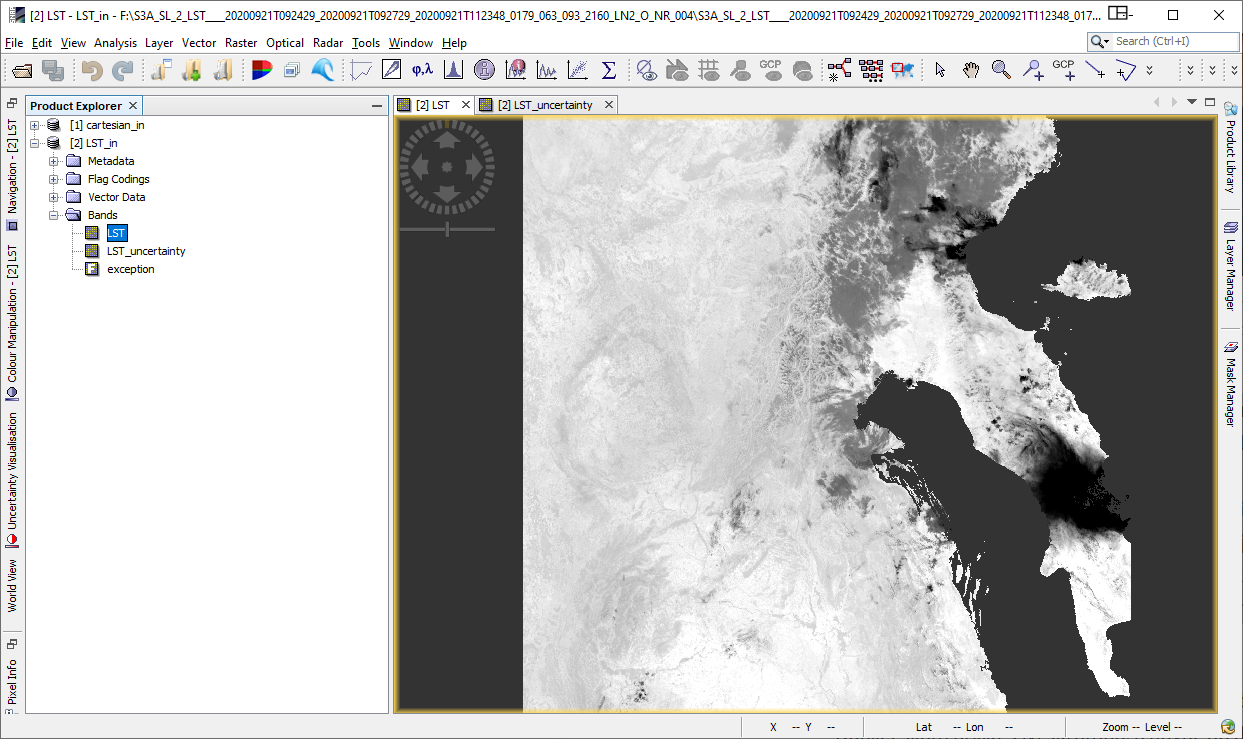 [2] LST - LST_in - F:\S3A_SL_2_LST____20200921T092429_20200921T092729_20200921T112348_0179_063_093_2160_LN2_O_NR_004\S3A_SL_2_LST____20200921T092429_20200921T092729_20200921T112348_017...
File Edit View Analysis Layer Vector Raster Optical Radar Tools Window Help
Search (Ctrl+I)
φ,λ
Σ
GCP
GCP
Product Explorer
[2] LST
[2] LST_uncertainty
[1] cartesian_in
[2] LST_in
Metadata
Flag Codings
Vector Data
Bands
LST
LST_uncertainty
exception
Navigation - [2] LST
Colour Manipulation - [2] LST
Uncertainty Visualisation
World View
Pixel Info
Product Library
Layer Manager
Mask Manager
X -- Y --
Lat -- Lon --
Zoom -- Level --